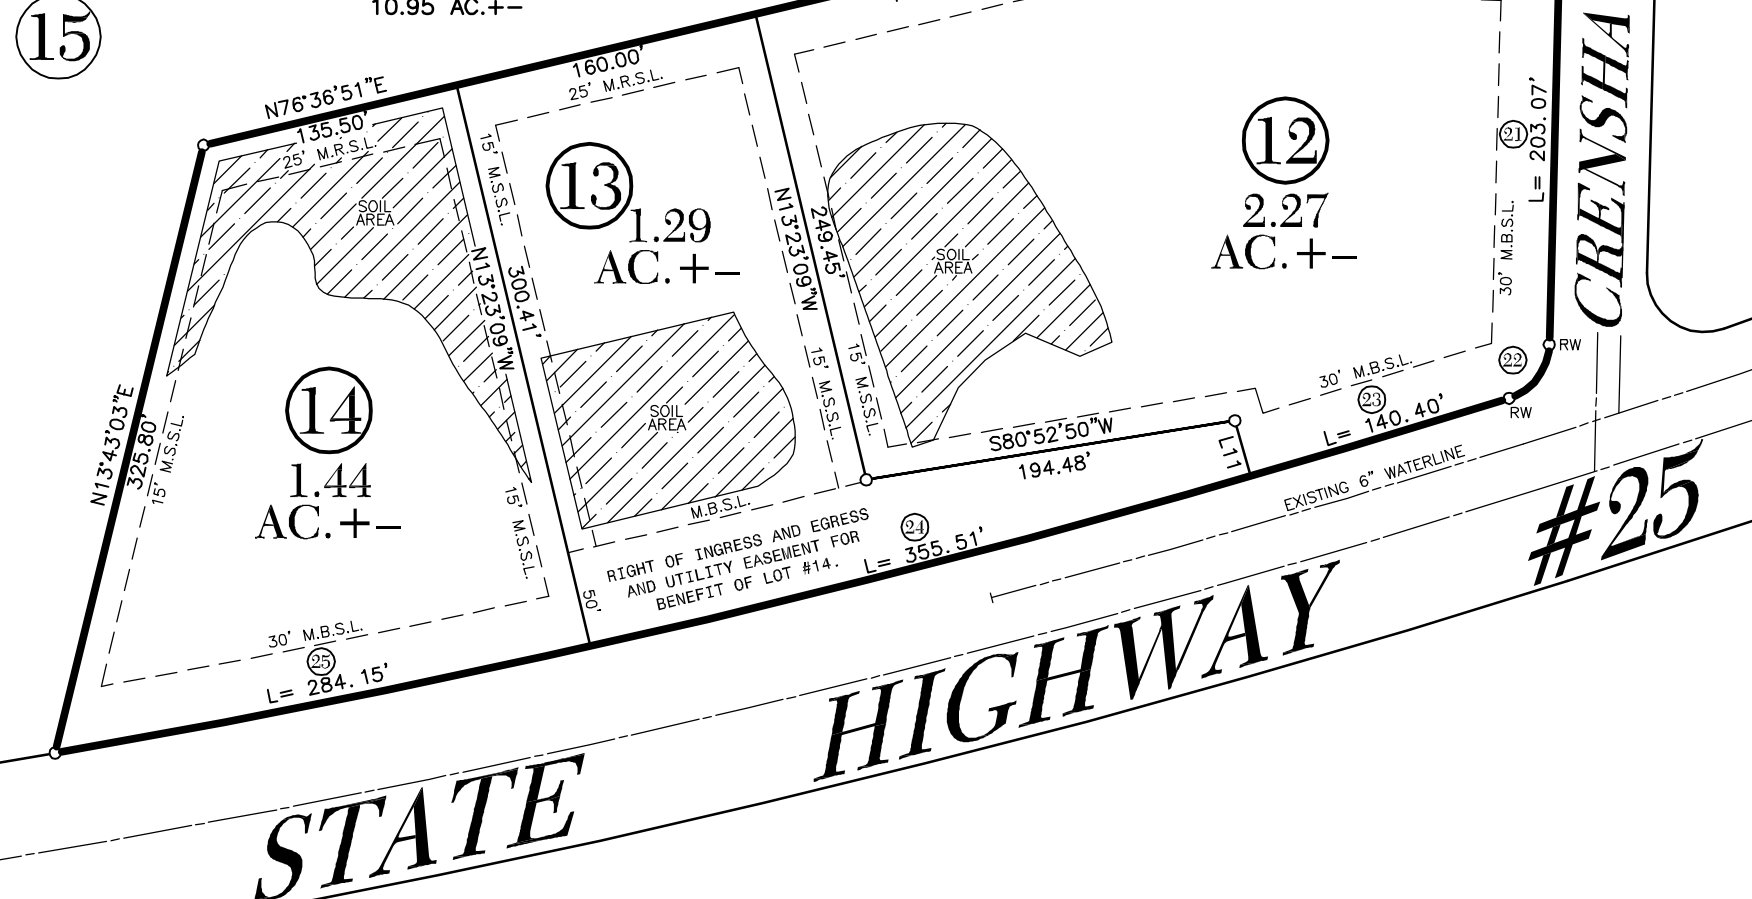 15
10.95 AC.+-
N76°36'51"E
135.50'
25' M.R.S.L.
SOIL
AREA
160.00'
25' M.R.S.L.
15' M.S.S.L.
13
1.29
AC.+-
N13°23'09"W
300.41'
SOIL
AREA
N13°23'09"W
249.45'
15' M.S.S.L.
15' M.S.S.L.
SOIL
AREA
12
2.27
AC.+-
21
L= 203.07'
30' M.B.S.L.
CRENSHA
RW
22
RW
30' M.B.S.L.
23
L= 140.40'
S80°52'50"W
194.48'
L11
N13°43'03"E
325.80'
15' M.S.S.L.
14
1.44
AC.+-
15' M.S.S.L.
M.B.S.L.
RIGHT OF INGRESS AND EGRESS
AND UTILITY EASEMENT FOR
BENEFIT OF LOT #14.
24
L= 355.51'
50'
EXISTING 6" WATERLINE
30' M.B.S.L.
25
L= 284.15'
STATE HIGHWAY #25